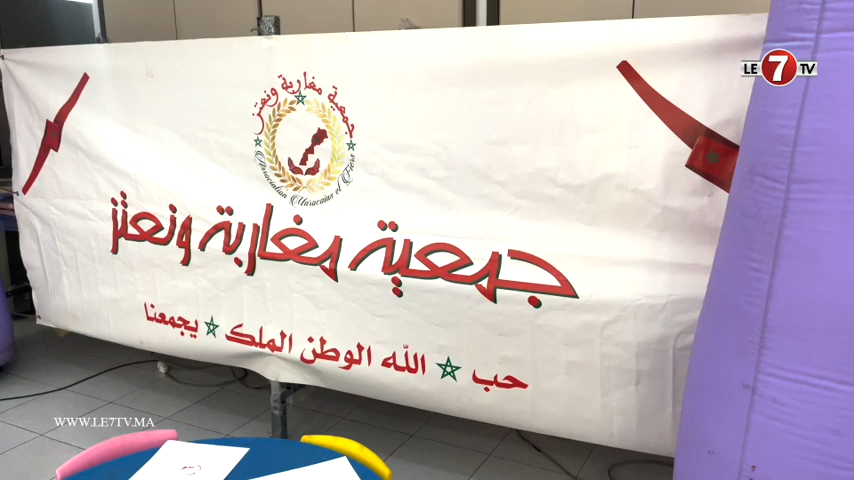 LE 7 TV
جمعية مغاربة ونعتز
Association Marocains et Fiers
جمعية مغاربة ونعتز
حب ★ الله الوطن الملك ★ يجمعنا
WWW.LE7TV.MA